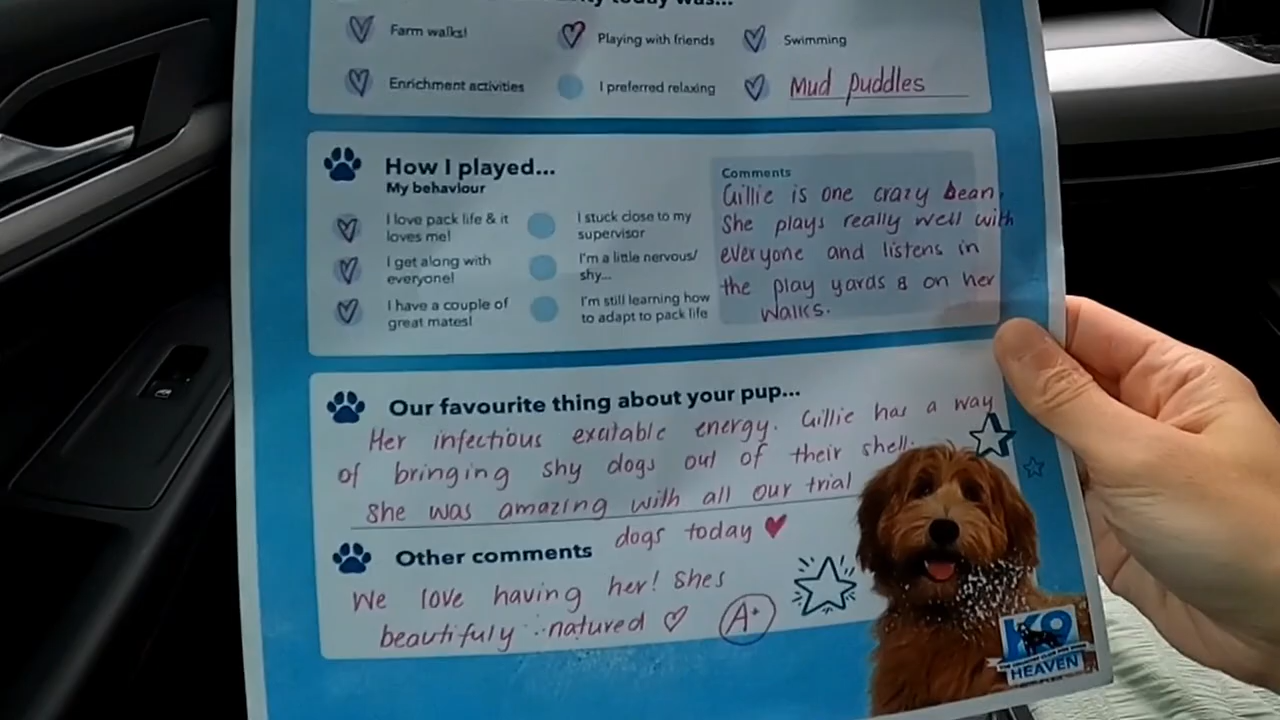 today was...
Farm walks!
Playing with friends
Swimming
Enrichment activities
I preferred relaxing
Mud puddles
How I played...
My behaviour
I love pack life & it
loves me!
I get along with
everyone!
I have a couple of
great mates!
I stuck close to my
supervisor
I'm a little nervous/
shy...
I'm still learning how
to adapt to pack life
Comments
Gillie is one crazy bean.
She plays really well with
everyone and listens in
the play yards & on her
walks.
Our favourite thing about your pup...
Her infectious excitable energy. Gillie has a way
of bringing shy dogs out of their shell.
She was amazing with all our trial
dogs today
Other comments
We love having her! Shes
beautifuly natured
A+
K9
HEAVEN